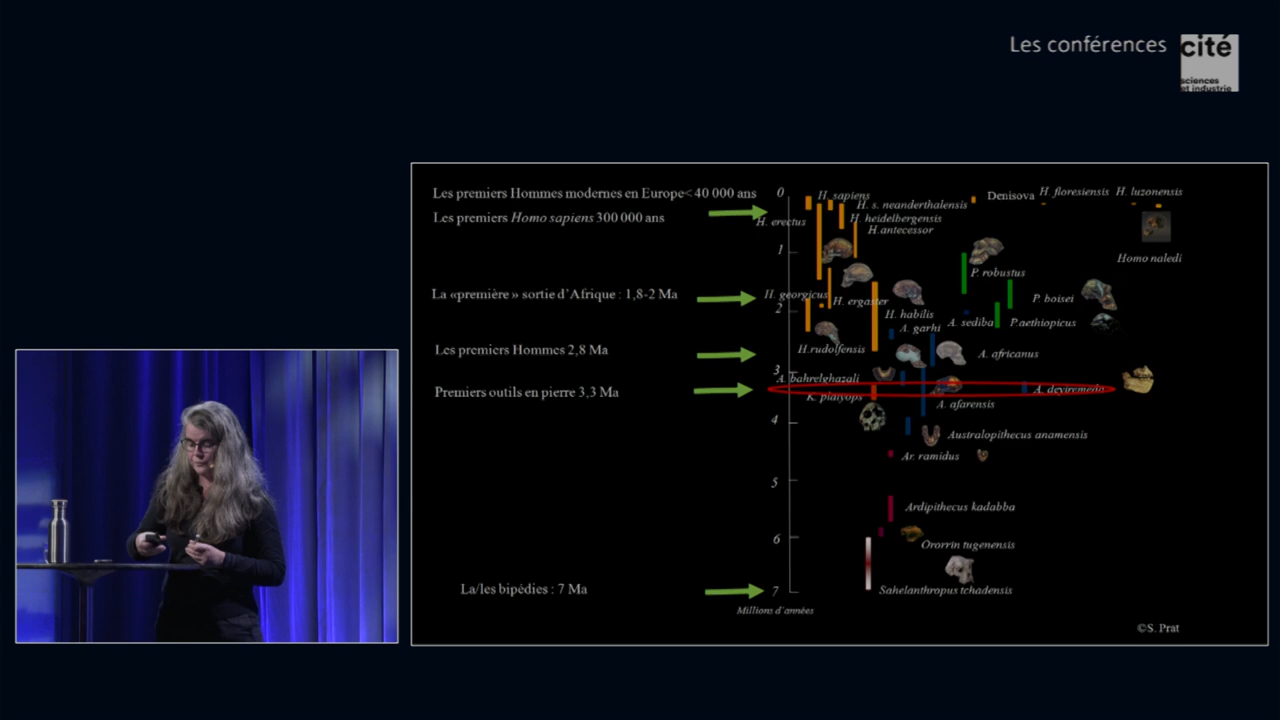 Les conférences
cité
sciences
et industrie
Les premiers Hommes modernes en Europe< 40 000 ans
Les premiers Homo sapiens 300 000 ans
La «première » sortie d'Afrique : 1,8-2 Ma
Les premiers Hommes 2,8 Ma
Premiers outils en pierre 3,3 Ma
La/les bipédies : 7 Ma
0
1
2
3
4
5
6
7
Millions d'années
H. sapiens
H. s. neanderthalensis
Denisova
H. floresiensis
H. luzonensis
H. erectus
H. heidelbergensis
H.antecessor
Homo naledi
P. robustus
H. georgicus
H. ergaster
P. boisei
H. habilis
A. sediba
P.aethiopicus
A. garhi
H.rudolfensis
A. africanus
A. bahrelghazali
A. deyiremeda
K. platyops
A. afarensis
Australopithecus anamensis
Ar. ramidus
Ardipithecus kadabba
Ororrin tugenensis
Sahelanthropus tchadensis
©S. Prat